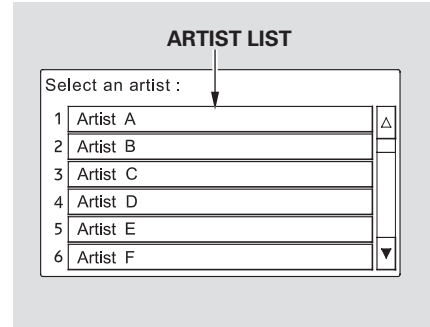 ARTIST LIST
Select an artist :
1 Artist A
2 Artist B
3 Artist C
4 Artist D
5 Artist E
6 Artist F